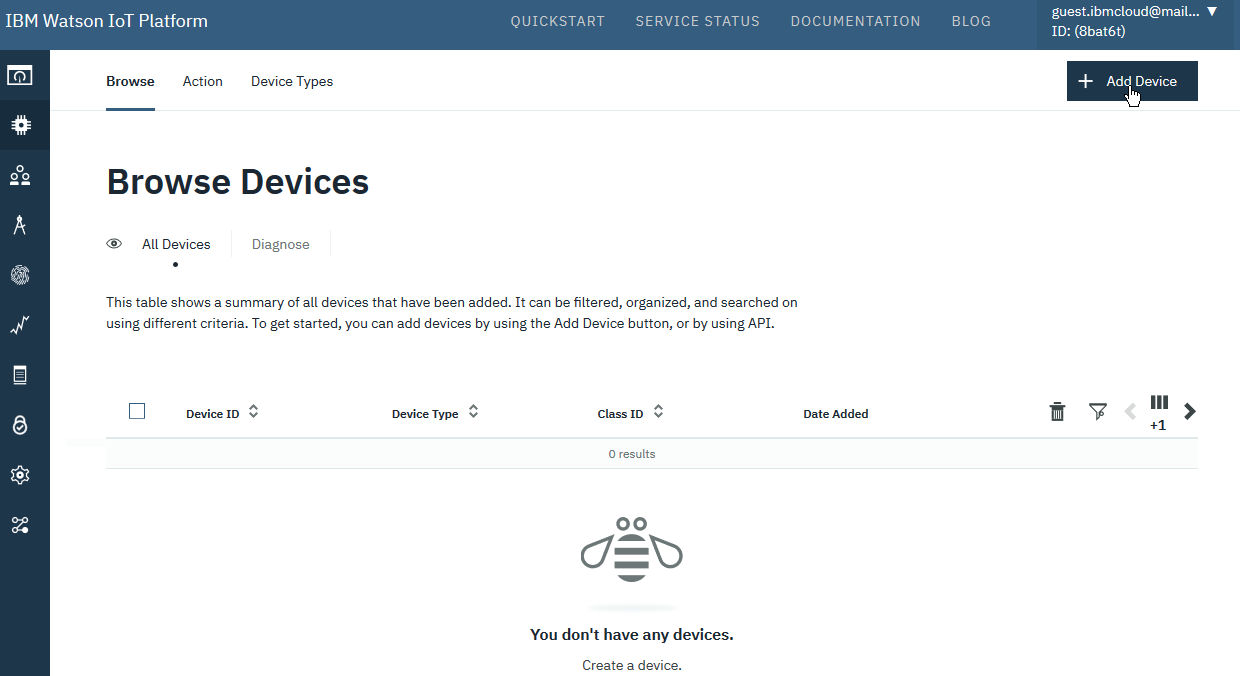 IBM Watson IoT Platform
QUICKSTART SERVICE STATUS DOCUMENTATION BLOG
guest.ibmcloud@mail... ▼
ID: (8bat6t)
Browse Action Device Types
+ Add Device
Browse Devices
All Devices Diagnose
This table shows a summary of all devices that have been added. It can be filtered, organized, and searched on
using different criteria. To get started, you can add devices by using the Add Device button, or by using API.
Device ID Device Type Class ID Date Added
+1
0 results
You don't have any devices.
Create a device.